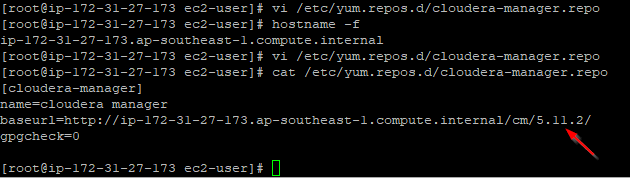 [root@ip-172-31-27-173 ec2-user]# vi /etc/yum.repos.d/cloudera-manager.repo
[root@ip-172-31-27-173 ec2-user]# hostname -f
ip-172-31-27-173.ap-southeast-1.compute.internal
[root@ip-172-31-27-173 ec2-user]# vi /etc/yum.repos.d/cloudera-manager.repo
[root@ip-172-31-27-173 ec2-user]# cat /etc/yum.repos.d/cloudera-manager.repo
[cloudera-manager]
name=cloudera manager
baseurl=http://ip-172-31-27-173.ap-southeast-1.compute.internal/cm/5.11.2/
gpgcheck=0
[root@ip-172-31-27-173 ec2-user]#